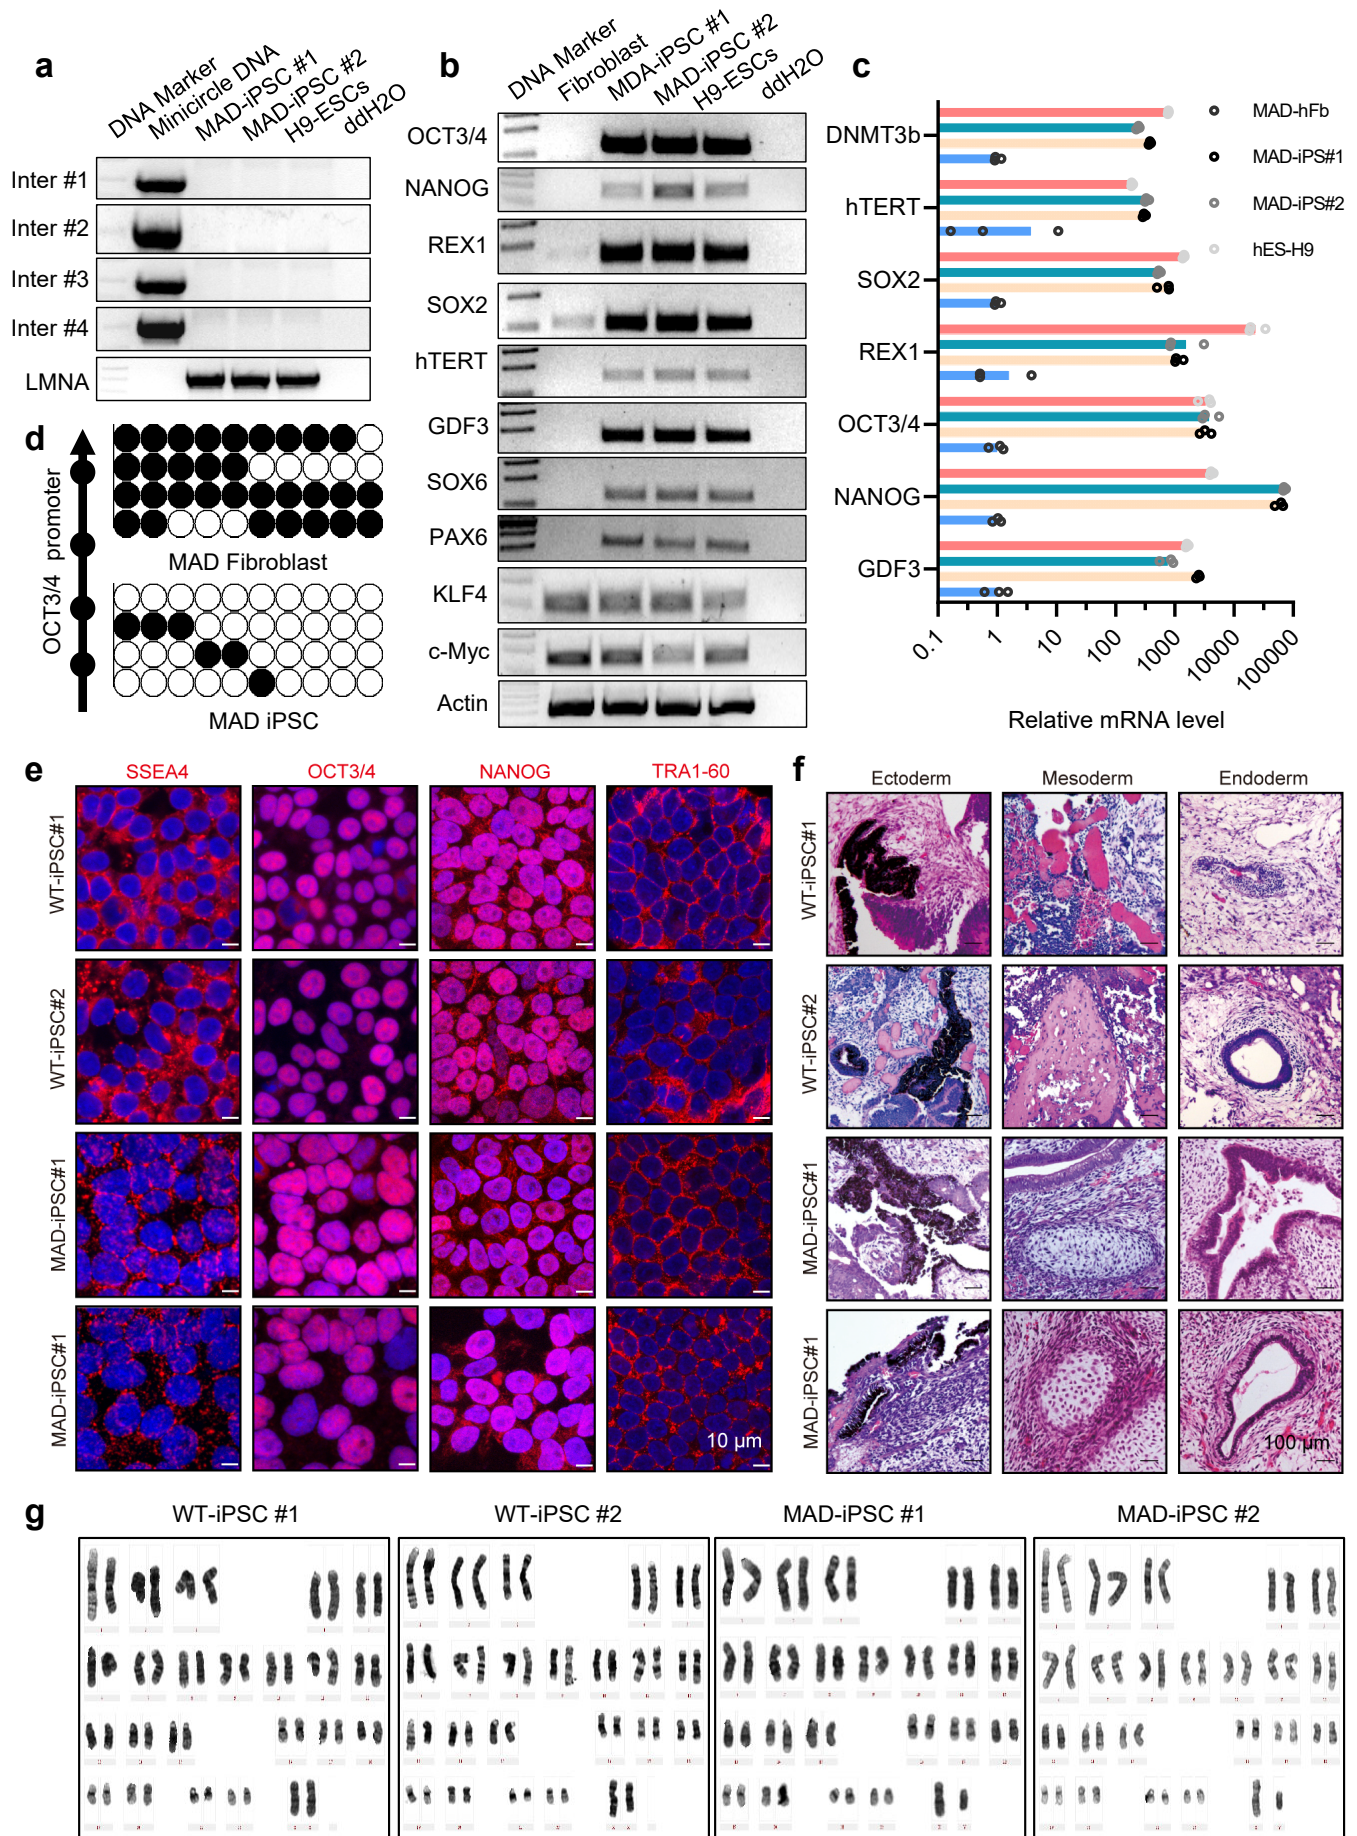 a
DNA Marker
Minicircle DNA
MAD-iPSC #1
MAD-iPSC #2
H9-ESCs
ddH2O
Inter #1
Inter #2
Inter #3
Inter #4
LMNA
b
DNA Marker
Fibroblast
MDA-iPSC #1
MAD-iPSC #2
H9-ESCs
ddH2O
OCT3/4
NANOG
REX1
SOX2
hTERT
GDF3
SOX6
PAX6
KLF4
c-Myc
Actin
c
DNMT3b
hTERT
SOX2
REX1
OCT3/4
NANOG
GDF3
0.1
1
10
100
1000
10000
100000
Relative mRNA level
MAD-hFb
MAD-iPS#1
MAD-iPS#2
hES-H9
d
OCT3/4 promoter
MAD Fibroblast
MAD iPSC
e
SSEA4
OCT3/4
NANOG
TRA1-60
WT-iPSC#1
WT-iPSC#2
MAD-iPSC#1
MAD-iPSC#1
10 μm
f
Ectoderm
Mesoderm
Endoderm
WT-iPSC#1
WT-iPSC#2
MAD-iPSC#1
MAD-iPSC#1
100 μm
g
WT-iPSC #1
WT-iPSC #2
MAD-iPSC #1
MAD-iPSC #2